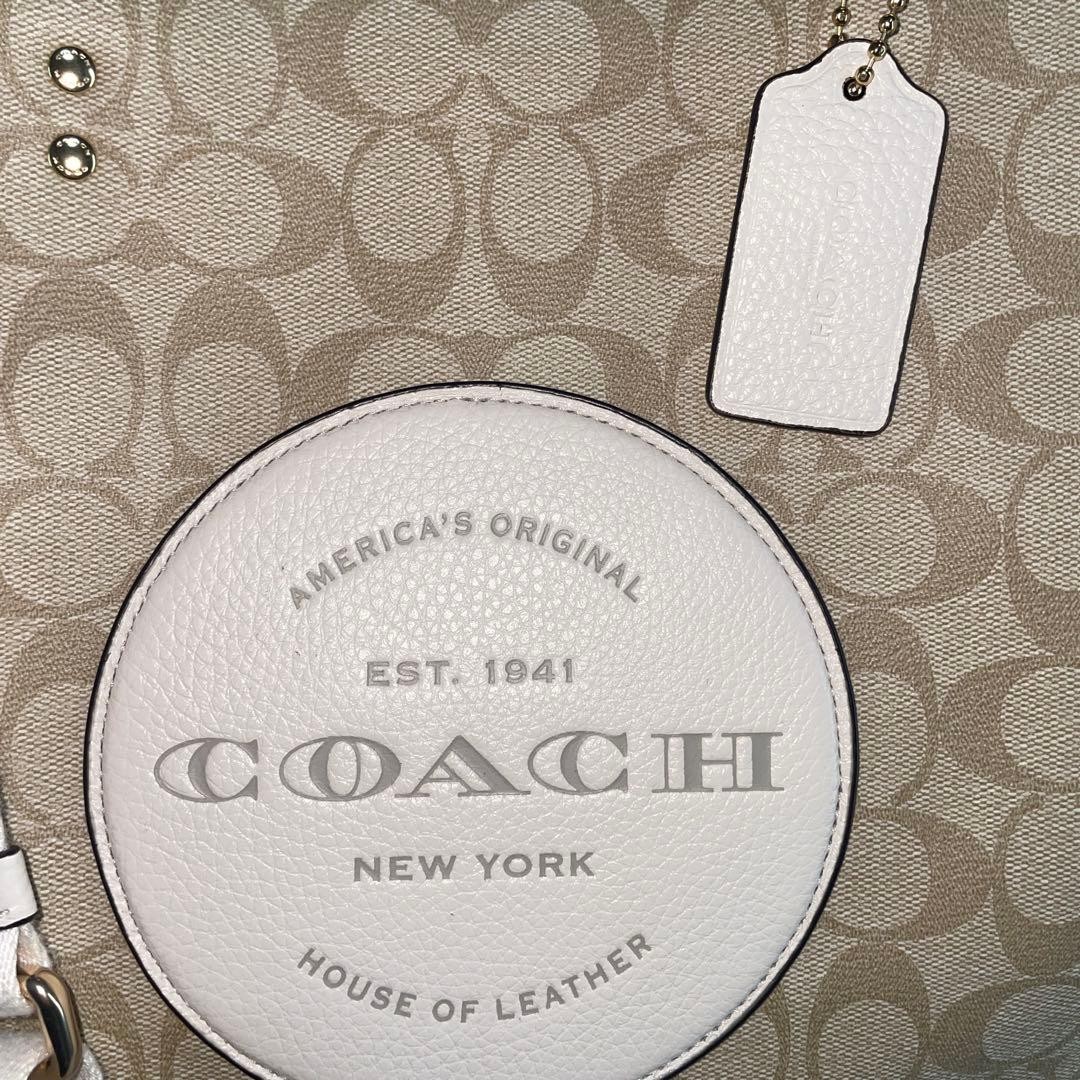 COACH
AMERICA'S ORIGINAL
EST. 1941
COACH
NEW YORK
HOUSE OF LEATHER